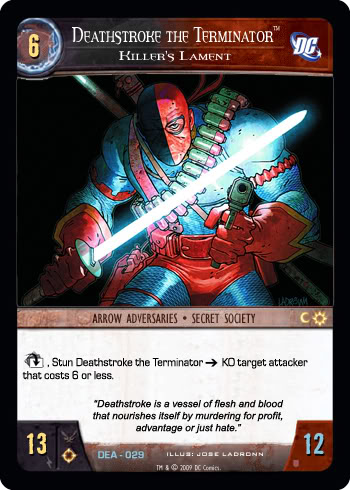 6
DEATHSTROKE THE TERMINATOR™
KILLER'S LAMENT
DC
LADRONN
ARROW ADVERSARIES • SECRET SOCIETY
C
, Stun Deathstroke the Terminator ➔ KO target attacker
that costs 6 or less.
"Deathstroke is a vessel of flesh and blood
that nourishes itself by murdering for profit,
advantage or just hate."
13
DEA - 029
ILLUS: JOSE LADRONN
12
TM & © 2009 DC Comics.